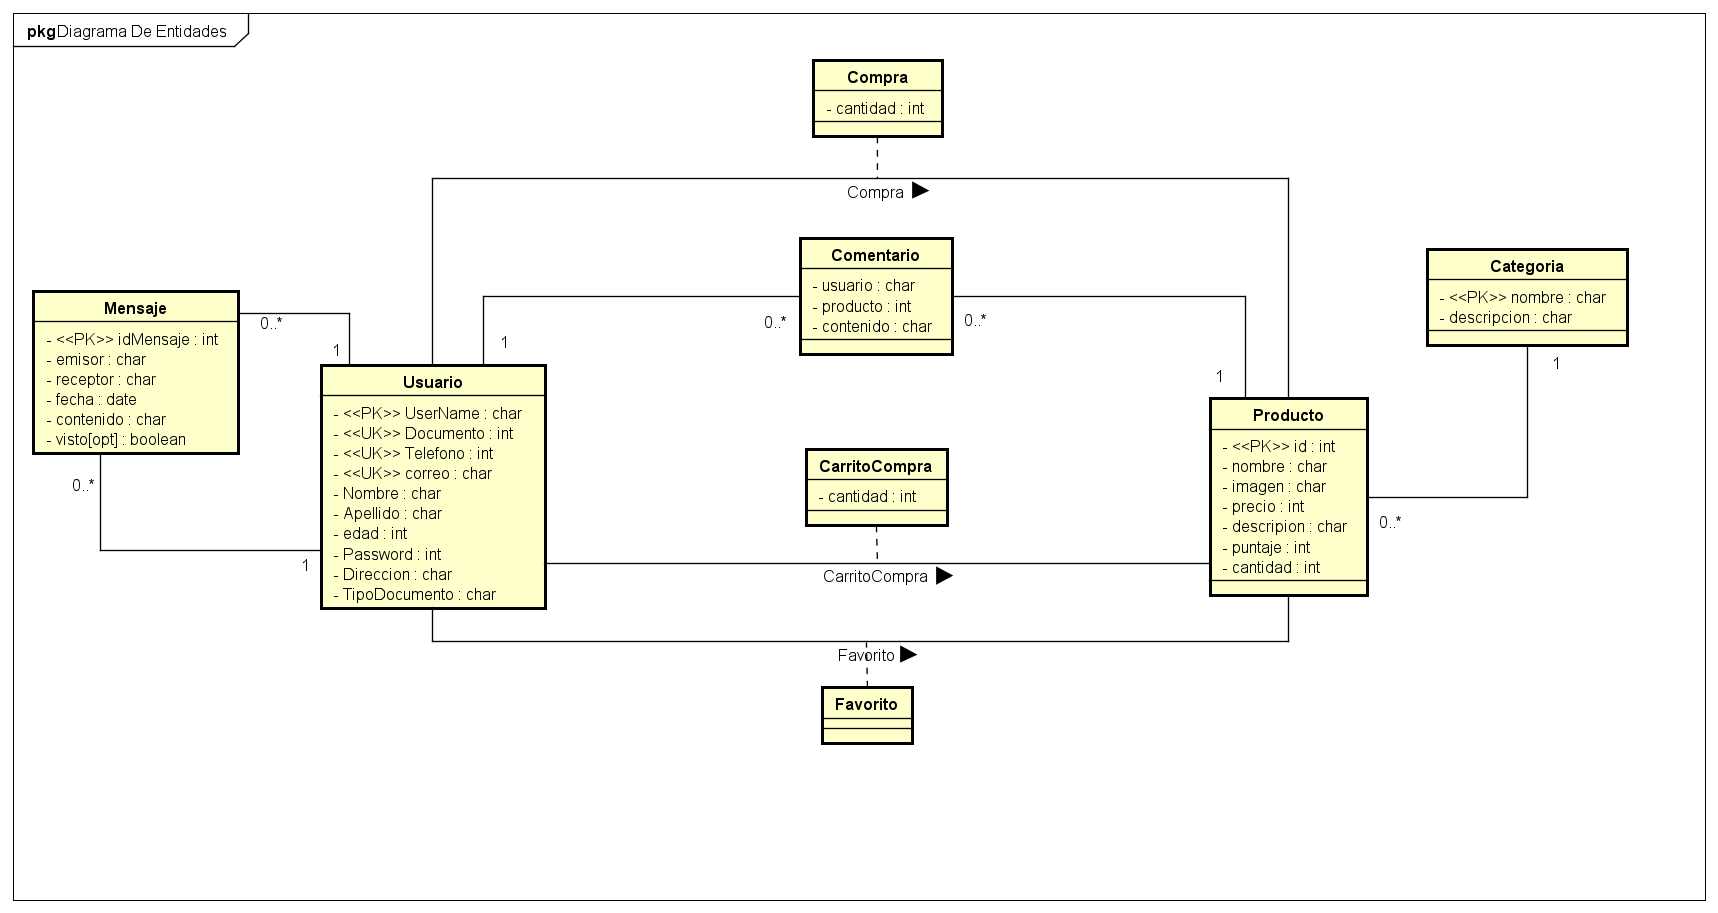 pkg Diagrama De Entidades
Compra
- cantidad : int
Compra
Comentario
- usuario : char
- producto : int
- contenido : char
0..*
0..*
1
1
Categoria
- <<PK>> nombre : char
- descripcion : char
1
0..*
Mensaje
- <<PK>> idMensaje : int
- emisor : char
- receptor : char
- fecha : date
- contenido : char
- visto[opt] : boolean
0..*
1
0..*
1
Usuario
- <<PK>> UserName : char
- <<UK>> Documento : int
- <<UK>> Telefono : int
- <<UK>> correo : char
- Nombre : char
- Apellido : char
- edad : int
- Password : int
- Direccion : char
- TipoDocumento : char
CarritoCompra
- cantidad : int
CarritoCompra
Producto
- <<PK>> id : int
- nombre : char
- imagen : char
- precio : int
- descripion : char
- puntaje : int
- cantidad : int
Favorito
Favorito